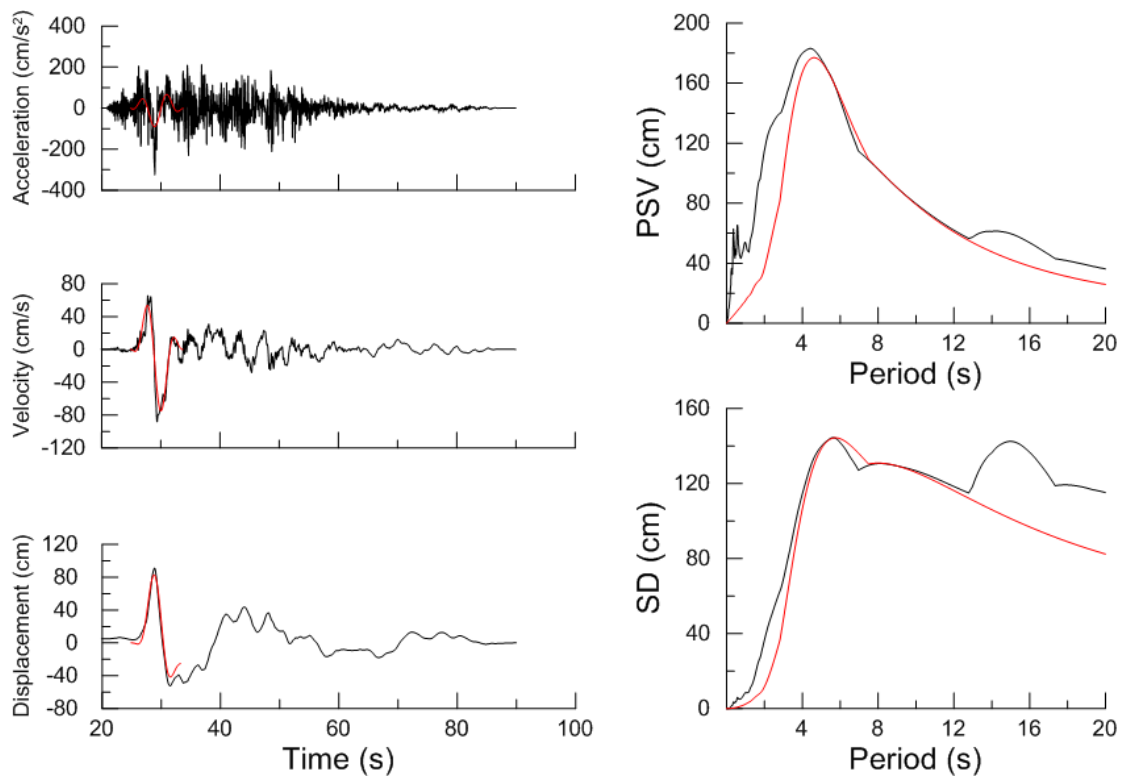 Acceleration (cm/s²)
400
200
0
-200
-400
Velocity (cm/s)
80
40
0
-40
-80
-120
Displacement (cm)
120
80
40
0
-40
-80
20 40 60 80 100
Time (s)
PSV (cm)
200
160
120
80
40
0
4 8 12 16 20
Period (s)
SD (cm)
160
120
80
40
0
4 8 12 16 20
Period (s)